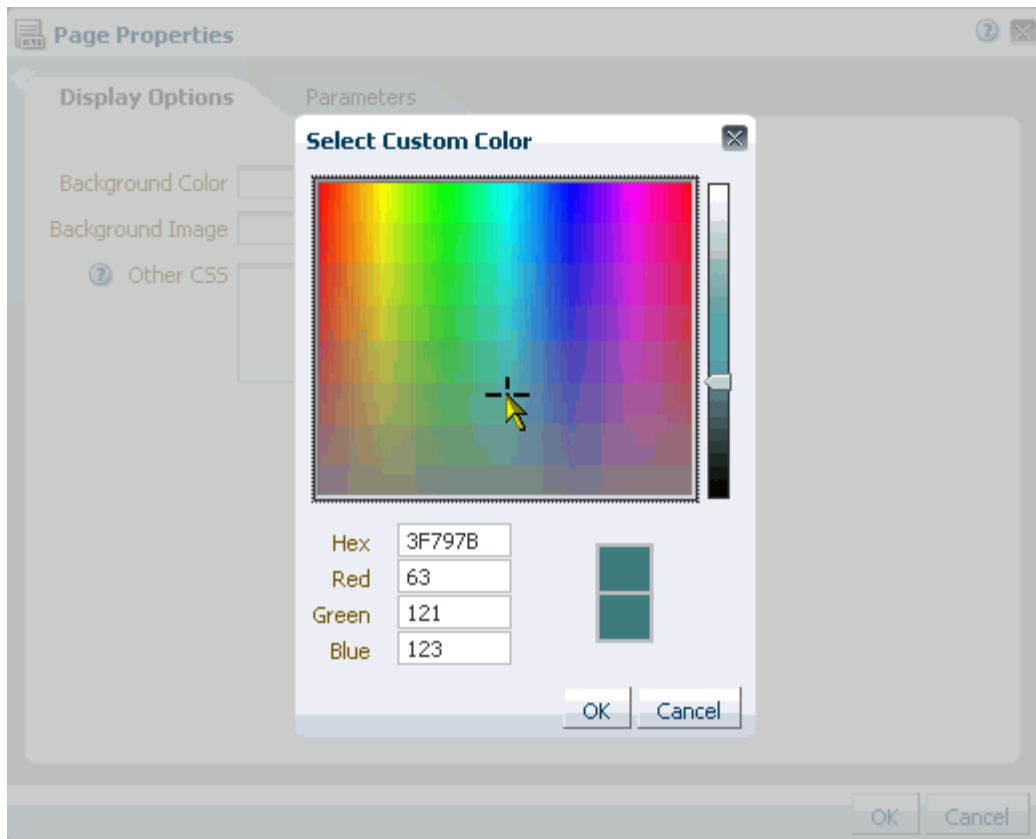 Page Properties
Display Options
Parameters
Background Color
Background Image
Other CSS
Select Custom Color
Hex 3F797B
Red 63
Green 121
Blue 123
OK Cancel
OK Cancel